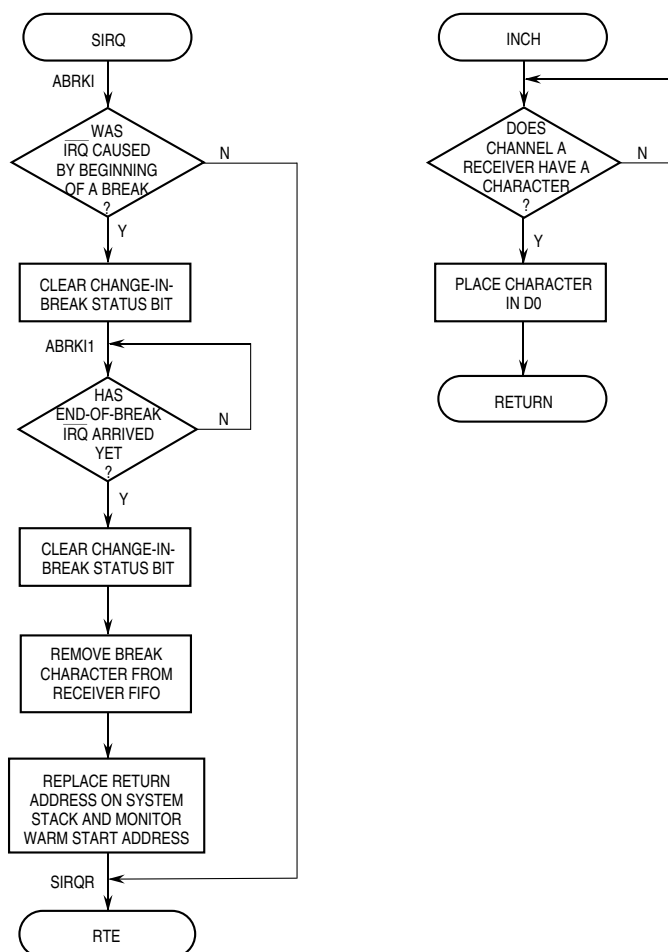 SIRQ
ABRKI
WAS
IRQ CAUSED
BY BEGINNING
OF A BREAK
?
N
Y
CLEAR CHANGE-IN-
BREAK STATUS BIT
ABRKI1
HAS
END-OF-BREAK
IRQ ARRIVED
YET
?
N
Y
CLEAR CHANGE-IN-
BREAK STATUS BIT
REMOVE BREAK
CHARACTER FROM
RECEIVER FIFO
REPLACE RETURN
ADDRESS ON SYSTEM
STACK AND MONITOR
WARM START ADDRESS
SIRQR
RTE
INCH
DOES
CHANNEL A
RECEIVER HAVE A
CHARACTER
?
N
Y
PLACE CHARACTER
IN D0
RETURN